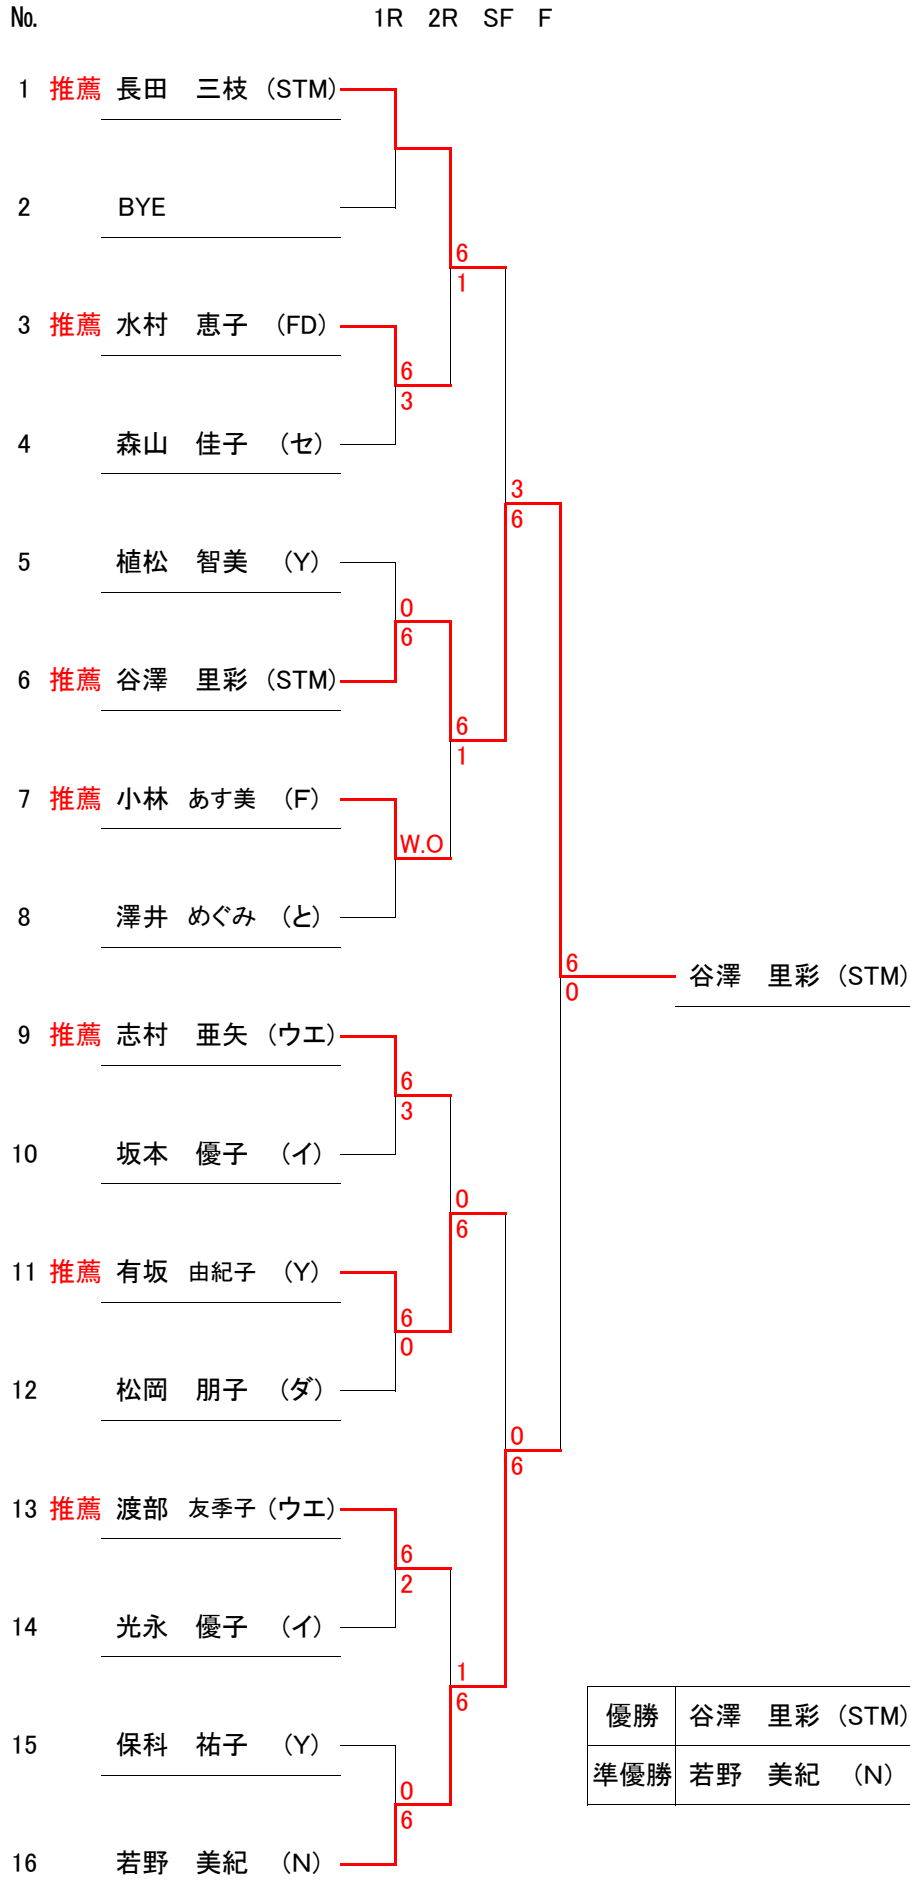 No. 1R 2R SF F
1 推薦 長田 三枝 (STM)
2 BYE
6
1
3 推薦 水村 恵子 (FD)
6
3
4 森山 佳子 (セ)
3
6
5 植松 智美 (Y)
0
6
6 推薦 谷澤 里彩 (STM)
6
1
7 推薦 小林 あす美 (F)
W.O
8 澤井 めぐみ (と)
6
0
谷澤 里彩 (STM)
9 推薦 志村 亜矢 (ウエ)
6
3
10 坂本 優子 (イ)
0
6
11 推薦 有坂 由紀子 (Y)
6
0
12 松岡 朋子 (ダ)
0
6
13 推薦 渡部 友季子 (ウエ)
6
2
14 光永 優子 (イ)
1
6
15 保科 祐子 (Y)
0
6
16 若野 美紀 (N)
優勝 谷澤 里彩 (STM)
準優勝 若野 美紀 (N)